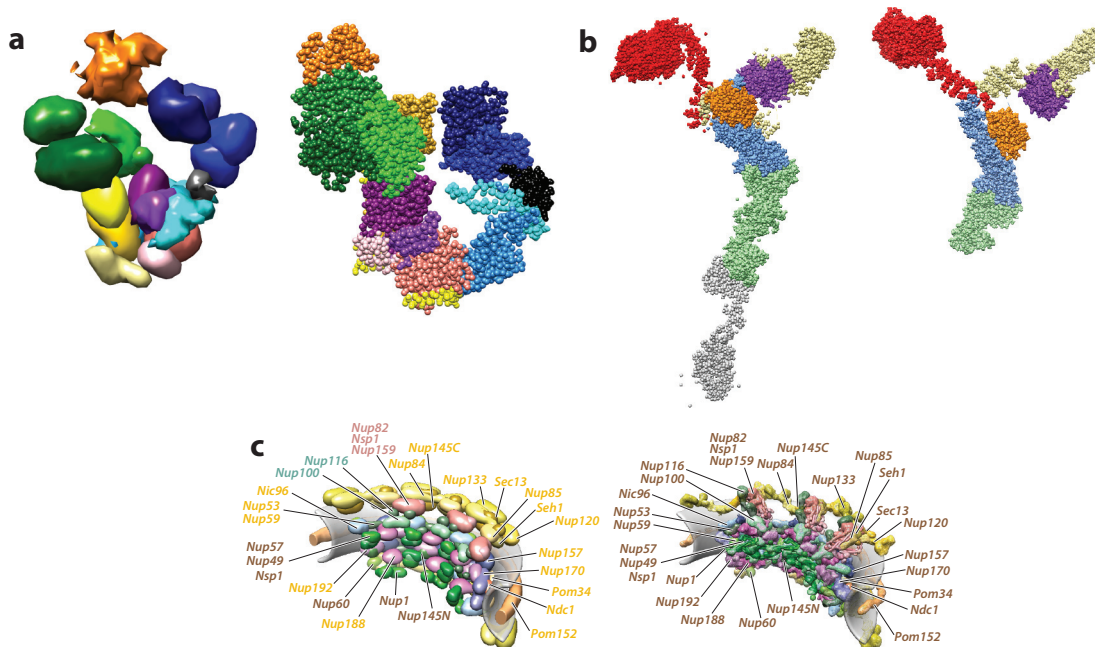 a
b
c
Nup82
Nsp1
Nup159
Nup116
Nup100
Nup145C
Nup84
Nup133
Sec13
Nup85
Seh1
Nup120
Nic96
Nup53
Nup59
Nup57
Nup49
Nsp1
Nup192
Nup60
Nup188
Nup1
Nup145N
Nup157
Nup170
Pom34
Ndc1
Pom152
Nup82
Nsp1
Nup159
Nup116
Nup100
Nup145C
Nup84
Nup133
Nup85
Seh1
Sec13
Nup120
Nic96
Nup53
Nup59
Nup57
Nup49
Nsp1
Nup1
Nup192
Nup188
Nup60
Nup145N
Nup157
Nup170
Pom34
Ndc1
Pom152